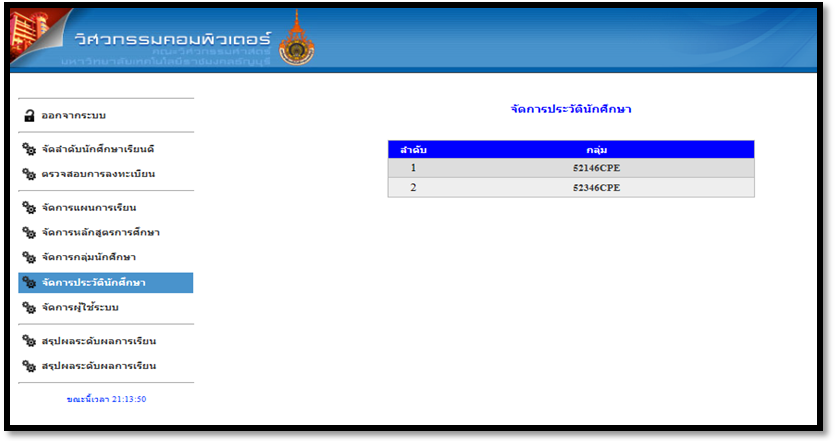 วิศวกรรมคอมพิวเตอร์
คณะวิศวกรรมศาสตร์
มหาวิทยาลัยเทคโนโลยีราชมงคลธัญบุรี
ออกจากระบบ
จัดลำดับนักศึกษาเรียนดี
ตรวจสอบการลงทะเบียน
จัดการแผนการเรียน
จัดการหลักสูตรการศึกษา
จัดการกลุ่มนักศึกษา
จัดการประวัตินักศึกษา
จัดการผู้ใช้ระบบ
สรุปผลระดับผลการเรียน
สรุปผลระดับผลการเรียน
ขณะนี้เวลา 21:13:50
จัดการประวัตินักศึกษา
ลำดับ กลุ่ม
1 52146CPE
2 52346CPE